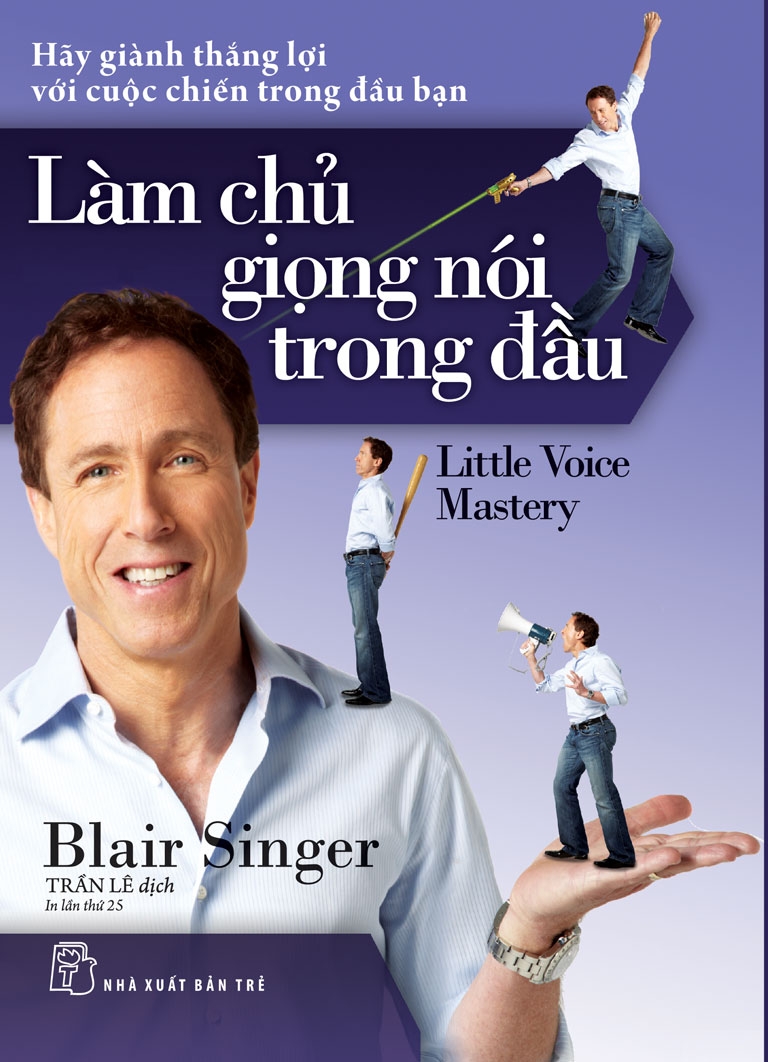 Hãy giành thắng lợi
với cuộc chiến trong đầu bạn
Làm chủ
giọng nói
trong đầu
Little Voice
Mastery
Blair Singer
TRẦN LÊ dịch
In lần thứ 25
T
NHÀ XUẤT BẢN TRẺ